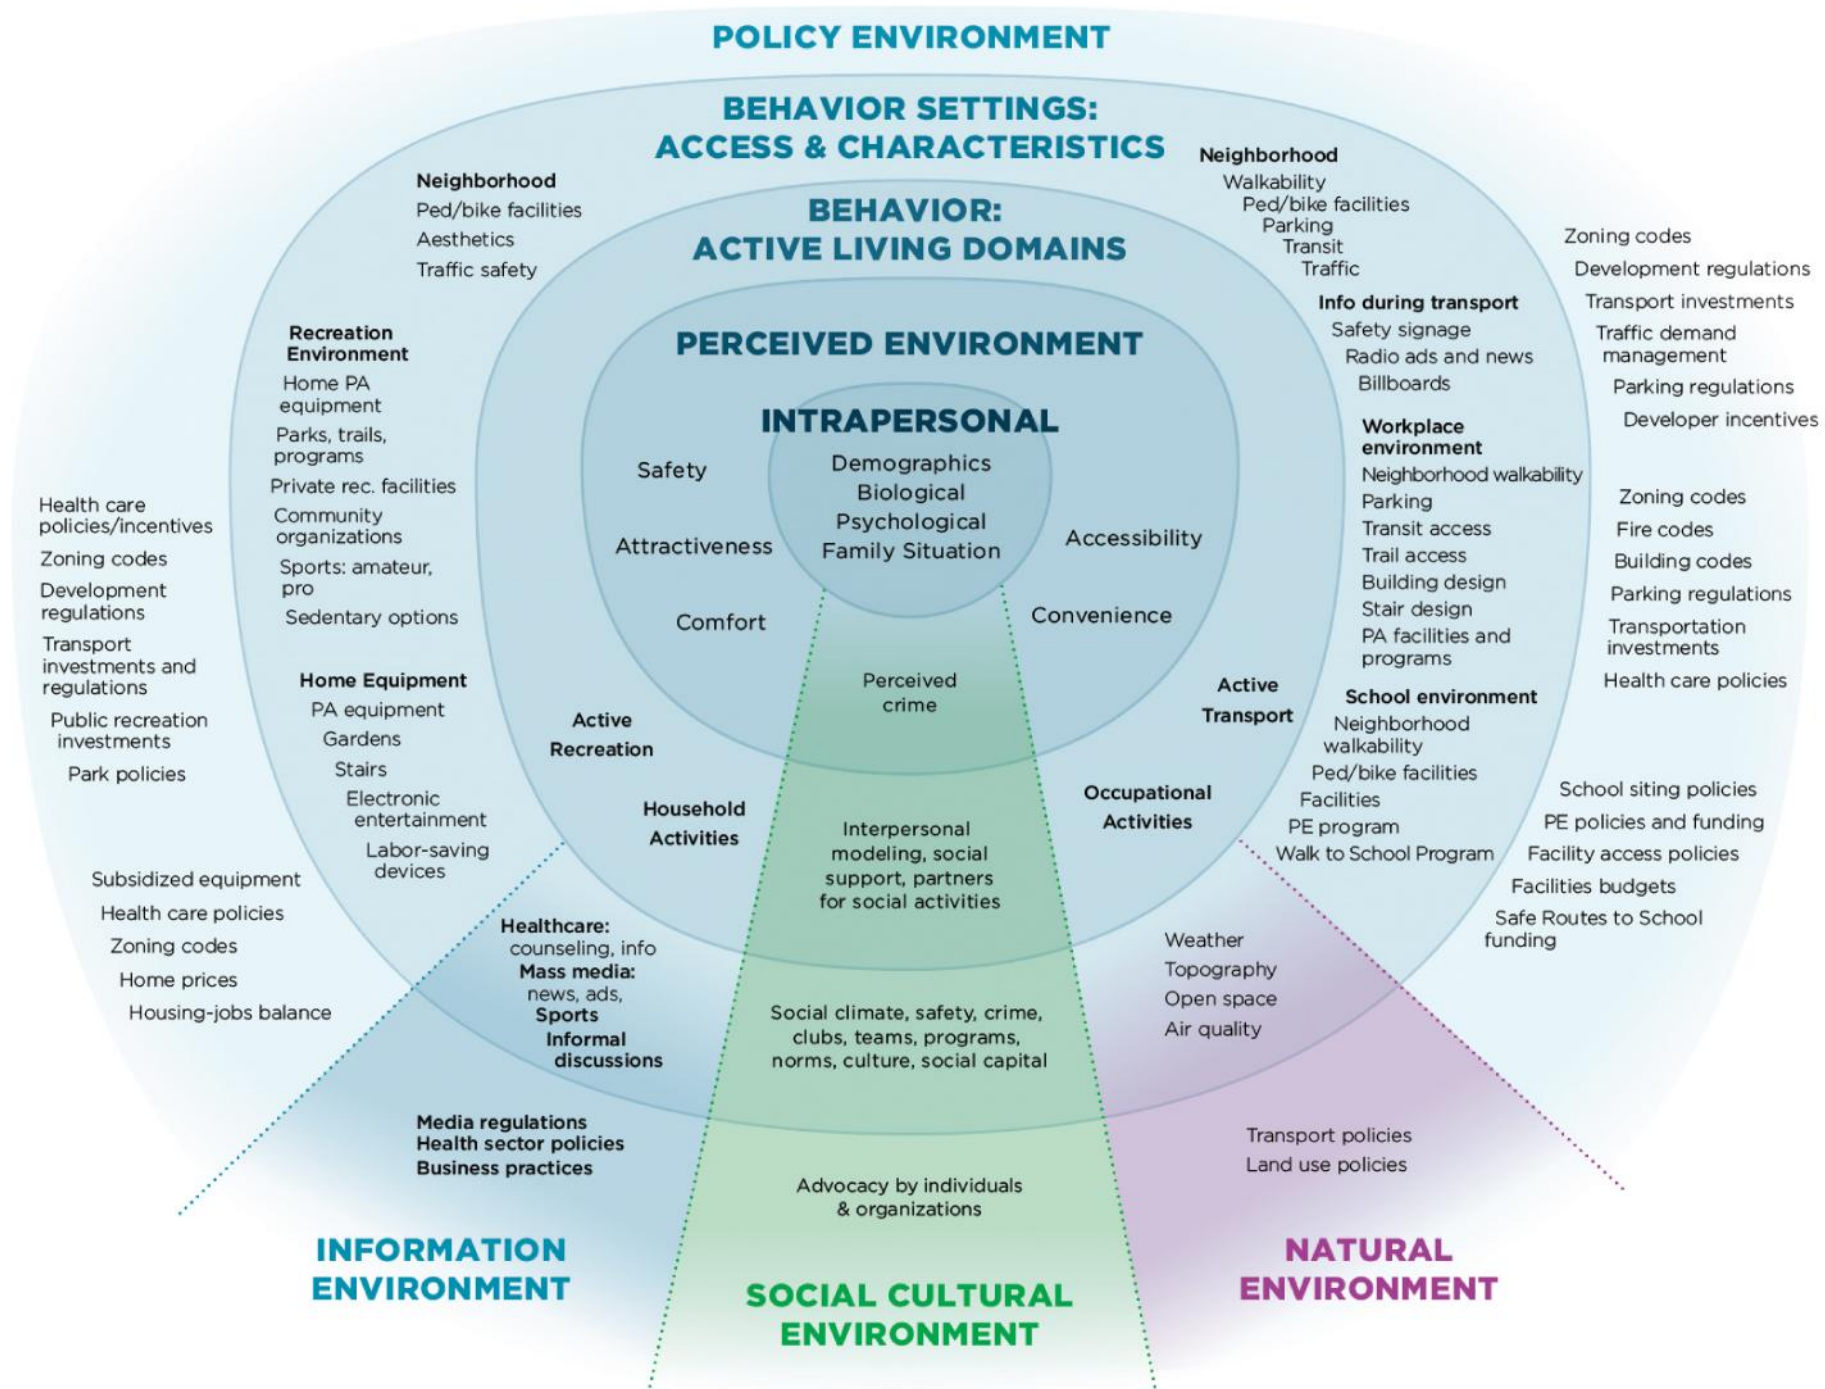 POLICY ENVIRONMENT
BEHAVIOR SETTINGS:
ACCESS & CHARACTERISTICS
BEHAVIOR:
ACTIVE LIVING DOMAINS
PERCEIVED ENVIRONMENT
INTRAPERSONAL
Demographics
Biological
Psychological
Family Situation
Safety
Attractiveness
Comfort
Accessibility
Convenience
Perceived
crime
Active
Recreation
Household
Activities
Active
Transport
Occupational
Activities
Interpersonal
modeling, social
support, partners
for social activities
Neighborhood
Ped/bike facilities
Aesthetics
Traffic safety
Recreation
Environment
Home PA
equipment
Parks, trails,
programs
Private rec. facilities
Community
organizations
Sports: amateur,
pro
Sedentary options
Home Equipment
PA equipment
Gardens
Stairs
Electronic
entertainment
Labor-saving
devices
Neighborhood
Walkability
Ped/bike facilities
Parking
Transit
Traffic
Info during transport
Safety signage
Radio ads and news
Billboards
Workplace
environment
Neighborhood walkability
Parking
Transit access
Trail access
Building design
Stair design
PA facilities and
programs
School environment
Neighborhood
walkability
Ped/bike facilities
Facilities
PE program
Walk to School Program
Health care
policies/incentives
Zoning codes
Development
regulations
Transport
investments and
regulations
Public recreation
investments
Park policies
Subsidized equipment
Health care policies
Zoning codes
Home prices
Housing-jobs balance
Zoning codes
Development regulations
Transport investments
Traffic demand
management
Parking regulations
Developer incentives
Zoning codes
Fire codes
Building codes
Parking regulations
Transportation
investments
Health care policies
School siting policies
PE policies and funding
Facility access policies
Facilities budgets
Safe Routes to School
funding
Healthcare:
counseling, info
Mass media:
news, ads,
Sports
Informal
discussions
Media regulations
Health sector policies
Business practices
INFORMATION
ENVIRONMENT
Social climate, safety, crime,
clubs, teams, programs,
norms, culture, social capital
Advocacy by individuals
& organizations
SOCIAL CULTURAL
ENVIRONMENT
Weather
Topography
Open space
Air quality
Transport policies
Land use policies
NATURAL
ENVIRONMENT